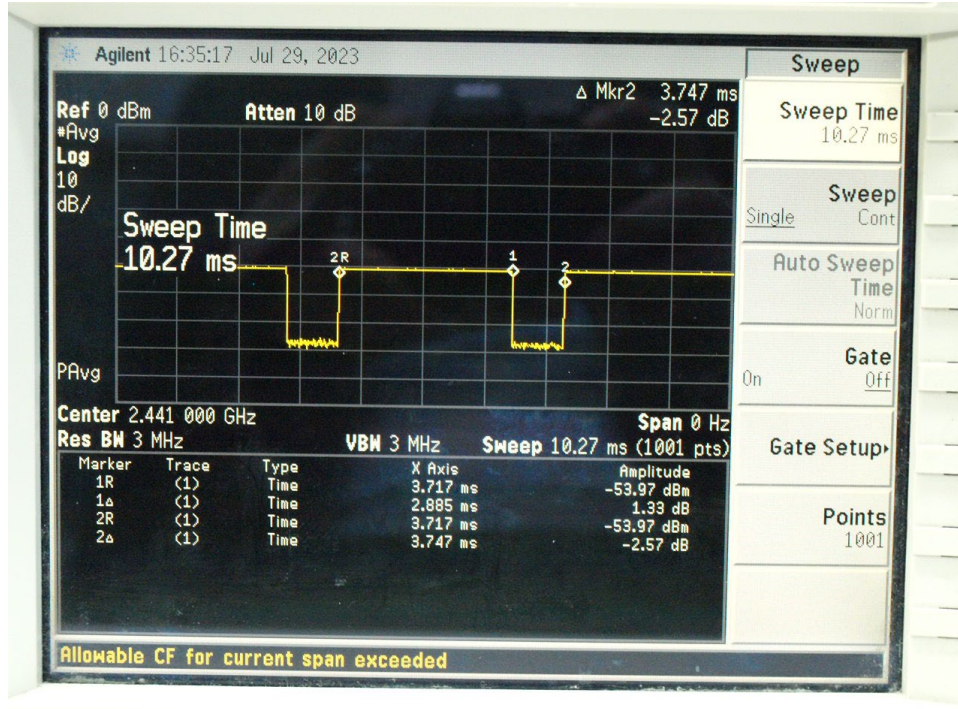 Agilent 16:35:17 Jul 29, 2023
Sweep
Δ Mkr2 3.747 ms
Ref 0 dBm Atten 10 dB -2.57 dB
#Avg
Log
10
dB/
Sweep Time
10.27 ms
2R 1 2
PAvg
Center 2.441 000 GHz Span 0 Hz
Res BW 3 MHz VBW 3 MHz Sweep 10.27 ms (1001 pts)
Marker Trace Type X Axis Amplitude
1R (1) Time 3.717 ms -53.97 dBm
1Δ (1) Time 2.885 ms 1.33 dB
2R (1) Time 3.717 ms -53.97 dBm
2Δ (1) Time 3.747 ms -2.57 dB
Allowable CF for current span exceeded
Sweep Time
10.27 ms
Sweep
Single Cont
Auto Sweep
Time
Norm
Gate
On Off
Gate Setup▸
Points
1001